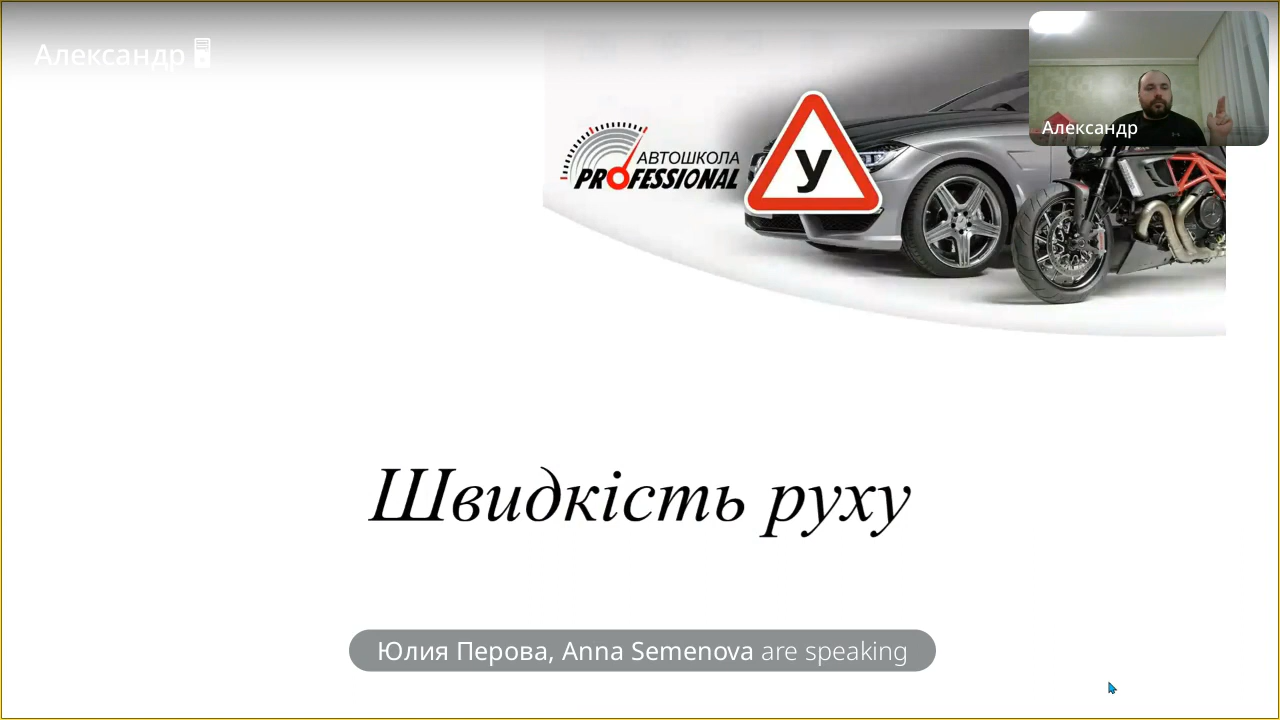 Александр
Александр
АВТОШКОЛА
PROFESSIONAL
У
Швидкість руху
Юлия Перова, Anna Semenova are speaking